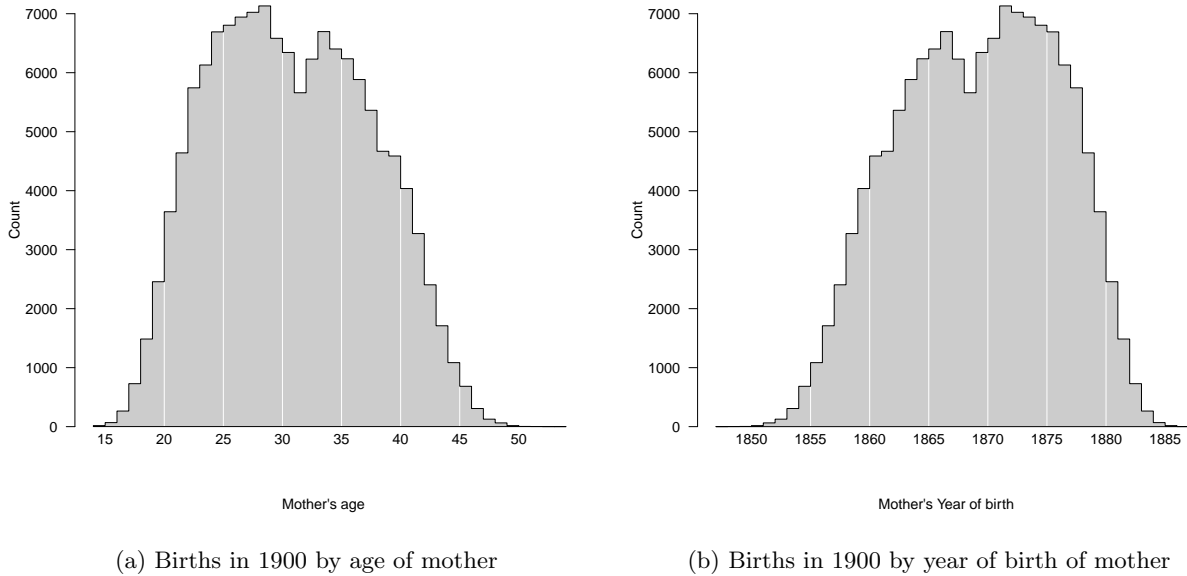 7000
6000
5000
4000
3000
2000
1000
0
Count
15 20 25 30 35 40 45 50
Mother's age
(a) Births in 1900 by age of mother
7000
6000
5000
4000
3000
2000
1000
0
Count
1850 1855 1860 1865 1870 1875 1880 1885
Mother's Year of birth
(b) Births in 1900 by year of birth of mother